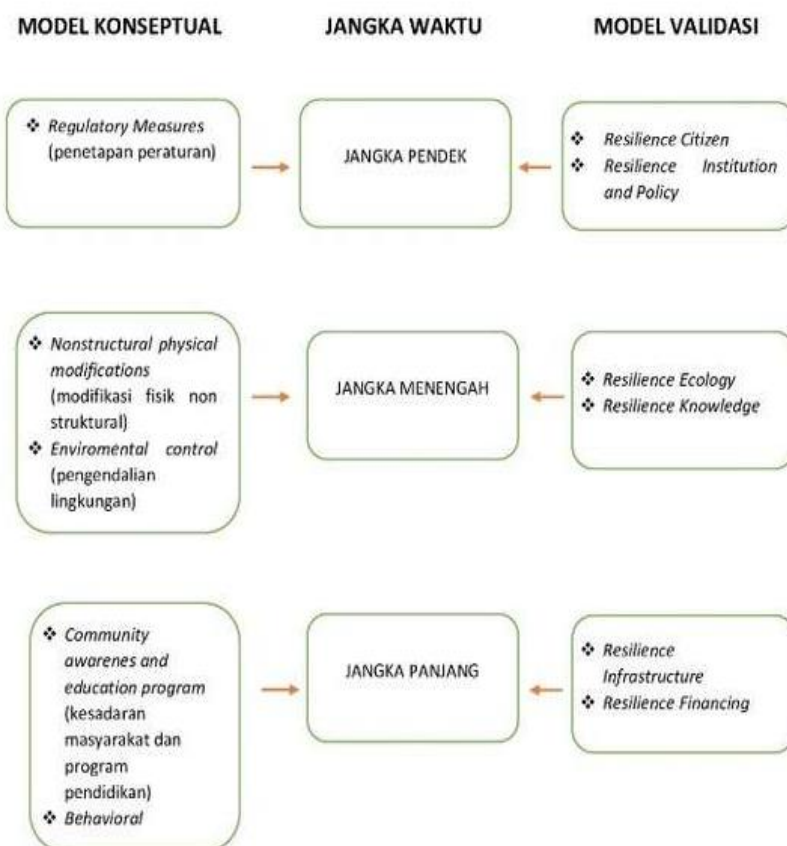 MODEL KONSEPTUAL
JANGKA WAKTU
MODEL VALIDASI
❖ Regulatory Measures
(penetapan peraturan)
JANGKA PENDEK
❖ Resilience Citizen
❖ Resilience Institution
and Policy
❖ Nonstructural physical
modifications
(modifikasi fisik non
struktural)
❖ Enviromental control
(pengendalian
lingkungan)
JANGKA MENENGAH
❖ Resilience Ecology
❖ Resilience Knowledge
❖ Community
awarenes and
education program
(kesadaran
masyarakat dan
program
pendidikan)
❖ Behavioral
JANGKA PANJANG
❖ Resilience
Infrastructure
❖ Resilience Financing